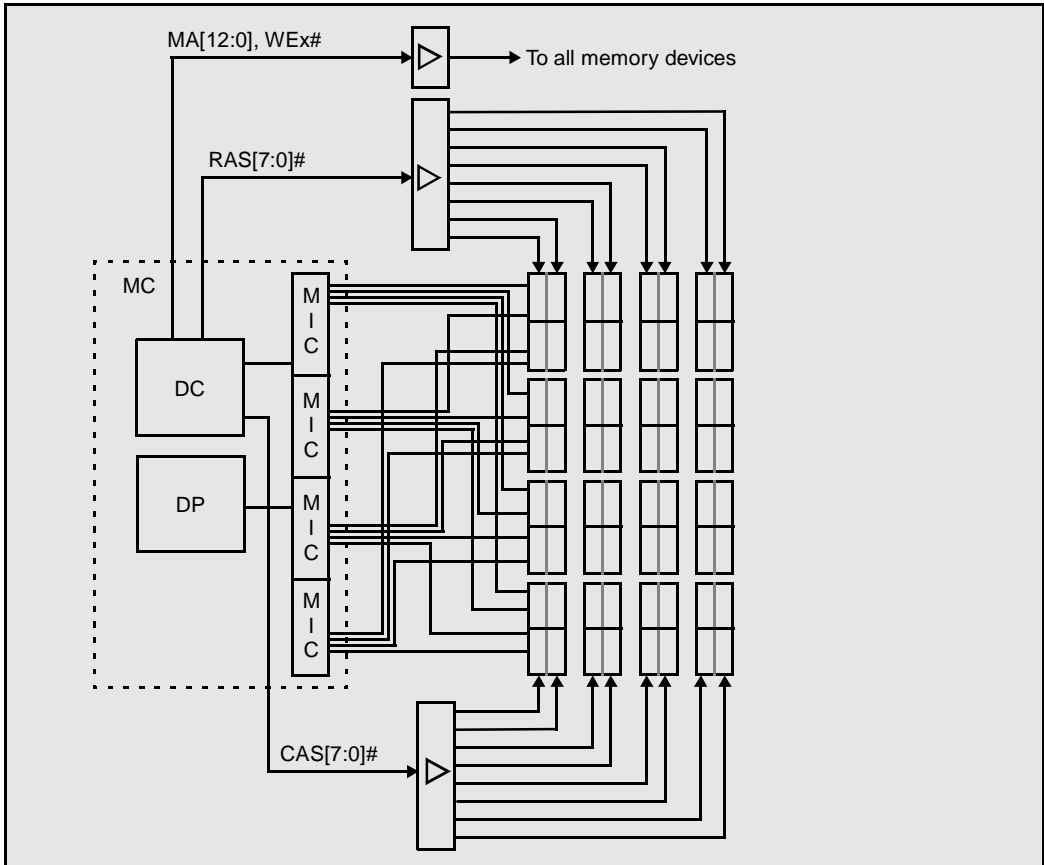 MA[12:0], WEx#
To all memory devices
RAS[7:0]#
MC
M
I
C
DC
M
I
C
DP
M
I
C
M
I
C
CAS[7:0]#